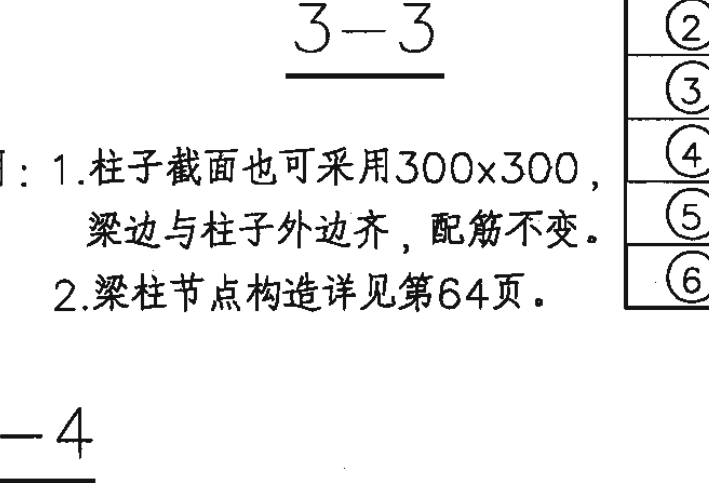 3—3
②
③
④
⑤
⑥
: 1.柱子截面也可采用300x300，
梁边与柱子外边齐，配筋不变。
2.梁柱节点构造详见第64页。
—4